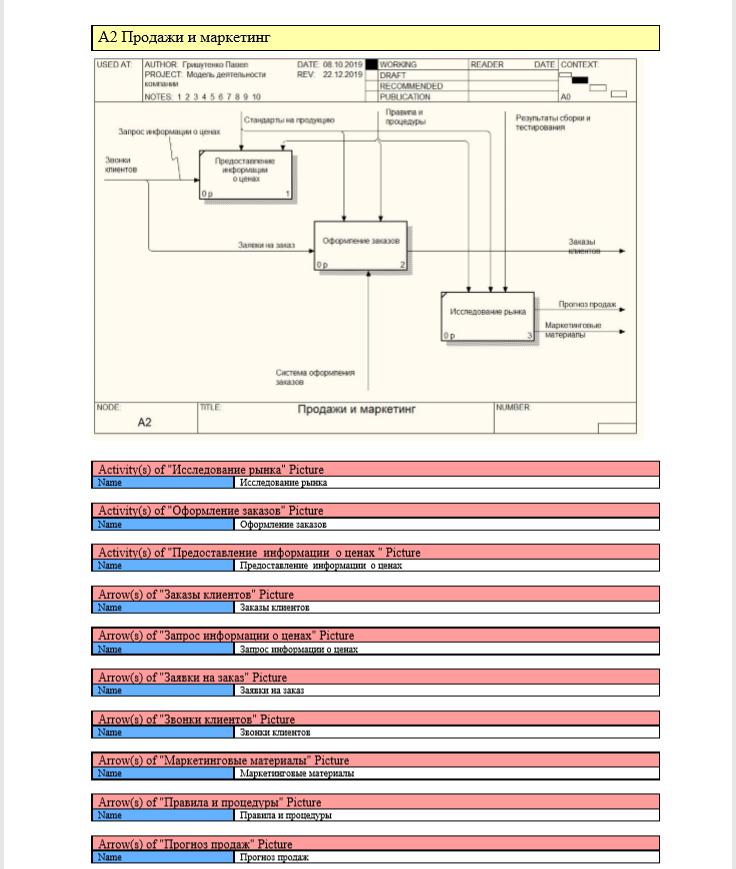 A2 Продажи и маркетинг
USED AT:
AUTHOR: Гришутенко Павел
DATE: 08.10.2019
WORKING
READER
DATE
CONTEXT:
PROJECT: Модель деятельности
компании
REV: 22.12.2019
DRAFT
RECOMMENDED
NOTES: 1 2 3 4 5 6 7 8 9 10
PUBLICATION
A0
Запрос информации о ценах
Стандарты на продукцию
Правила и
процедуры
Результаты сборки и
тестирования
Звонки
клиентов
Предоставление
информации
о ценах
0 р
1
Заявки на заказ
Оформление заказов
0 р
2
Заказы
клиентов
Исследование рынка
0 р
3
Прогноз продаж
Маркетинговые
материалы
Система оформления
заказов
NODE:
A2
TITLE:
Продажи и маркетинг
NUMBER:
Activity(s) of "Исследование рынка" Picture
Name Исследование рынка
Activity(s) of "Оформление заказов" Picture
Name Оформление заказов
Activity(s) of "Предоставление информации о ценах " Picture
Name Предоставление информации о ценах
Arrow(s) of "Заказы клиентов" Picture
Name Заказы клиентов
Arrow(s) of "Запрос информации о ценах" Picture
Name Запрос информации о ценах
Arrow(s) of "Заявки на заказ" Picture
Name Заявки на заказ
Arrow(s) of "Звонки клиентов" Picture
Name Звонки клиентов
Arrow(s) of "Маркетинговые материалы" Picture
Name Маркетинговые материалы
Arrow(s) of "Правила и процедуры" Picture
Name Правила и процедуры
Arrow(s) of "Прогноз продаж" Picture
Name Прогноз продаж